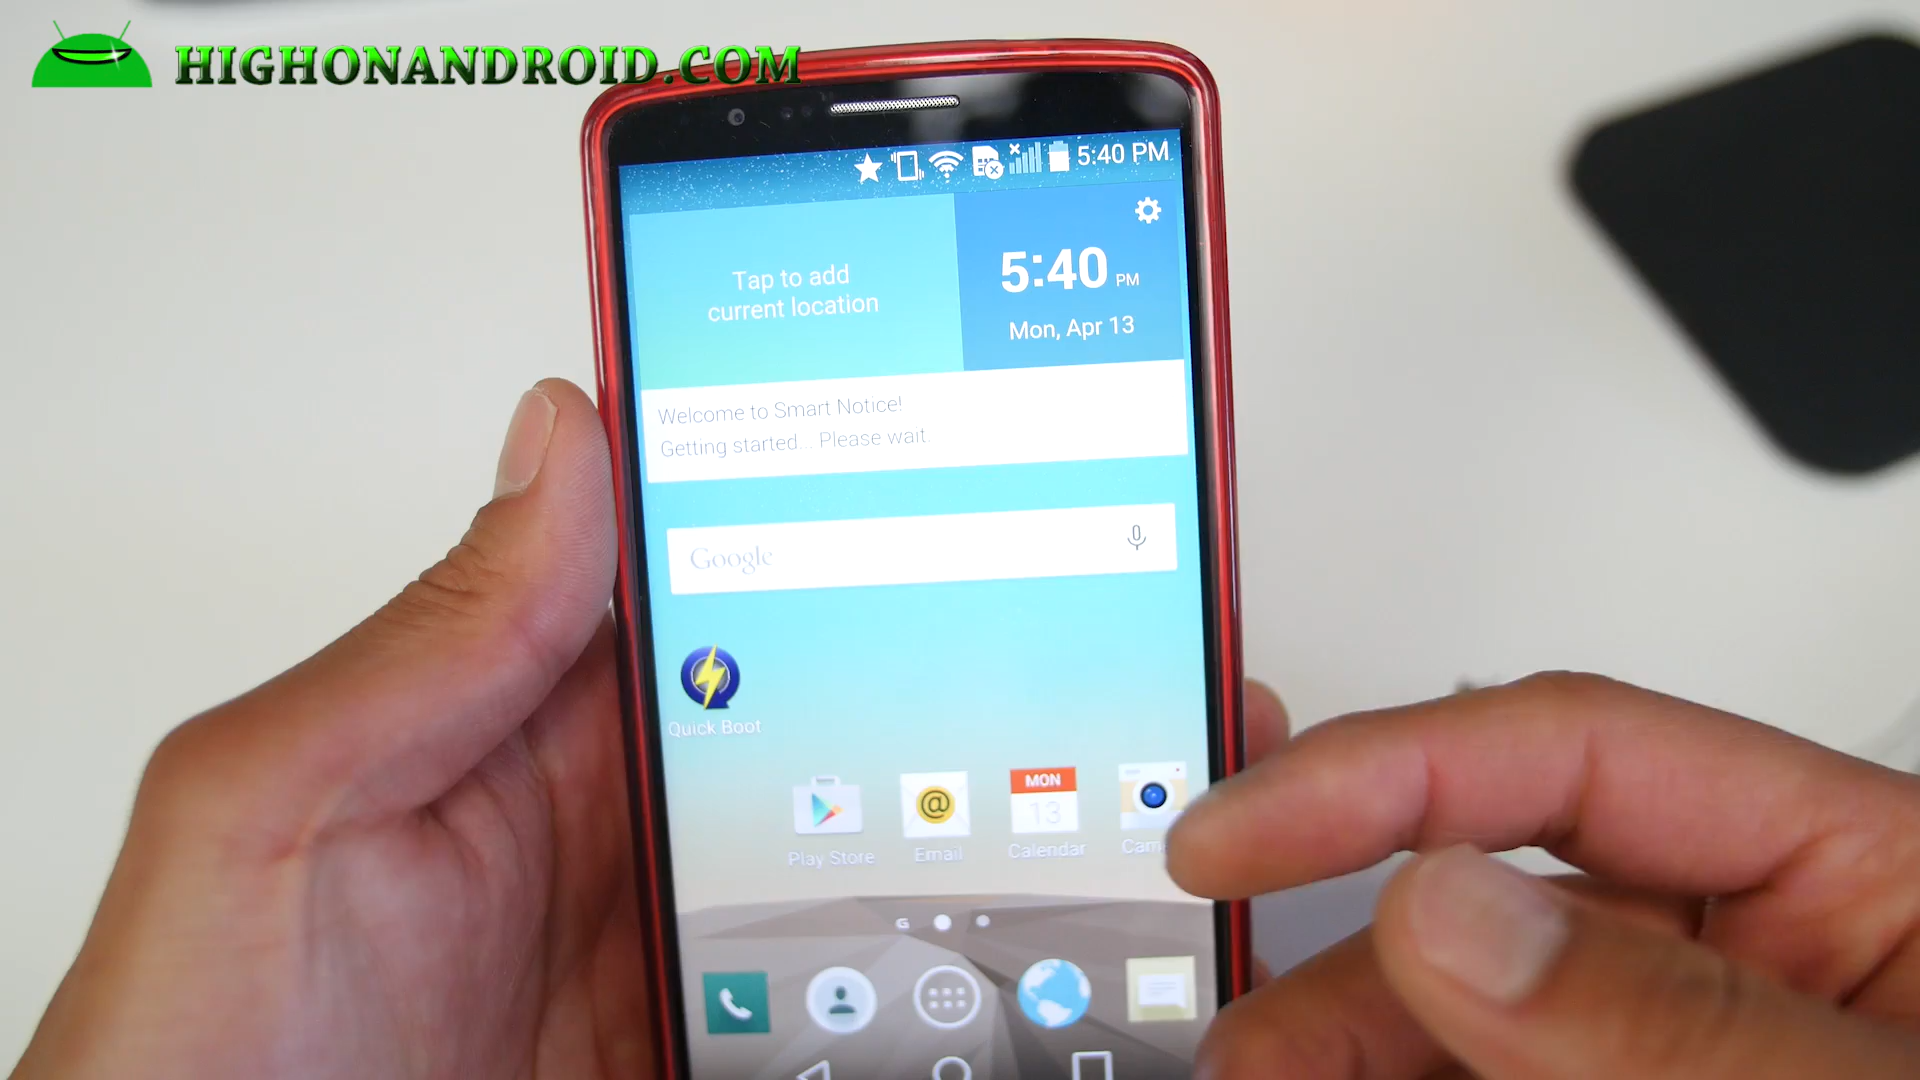 HIGHONANDROID.COM
5:40 PM
Tap to add
current location
5:40 PM
Mon, Apr 13
Welcome to Smart Notice!
Getting started... Please wait.
Google
Quick Boot
MON
13
@
Play Store
Email
Calendar
Cam
G